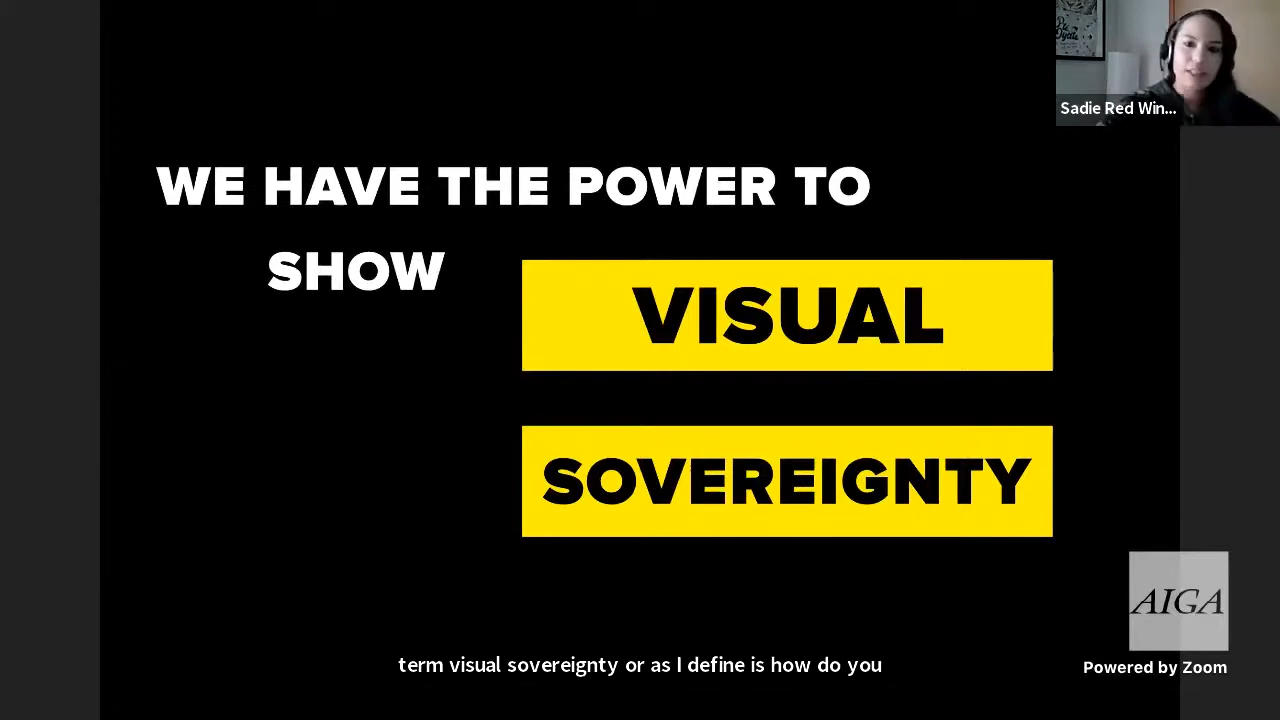 Sadie Red Win...
WE HAVE THE POWER TO
SHOW
VISUAL
SOVEREIGNTY
AIGA
term visual sovereignty or as I define is how do you
Powered by Zoom